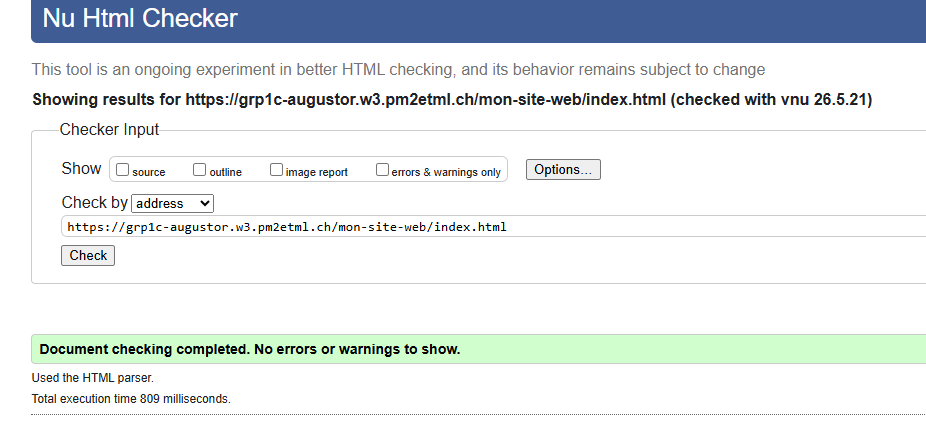 Nu Html Checker
This tool is an ongoing experiment in better HTML checking, and its behavior remains subject to change
Showing results for https://grp1c-augustor.w3.pm2etml.ch/mon-site-web/index.html (checked with vnu 26.5.21)
Checker Input
Show source outline image report errors & warnings only Options...
Check by address
https://grp1c-augustor.w3.pm2etml.ch/mon-site-web/index.html
Check
Document checking completed. No errors or warnings to show.
Used the HTML parser.
Total execution time 809 milliseconds.